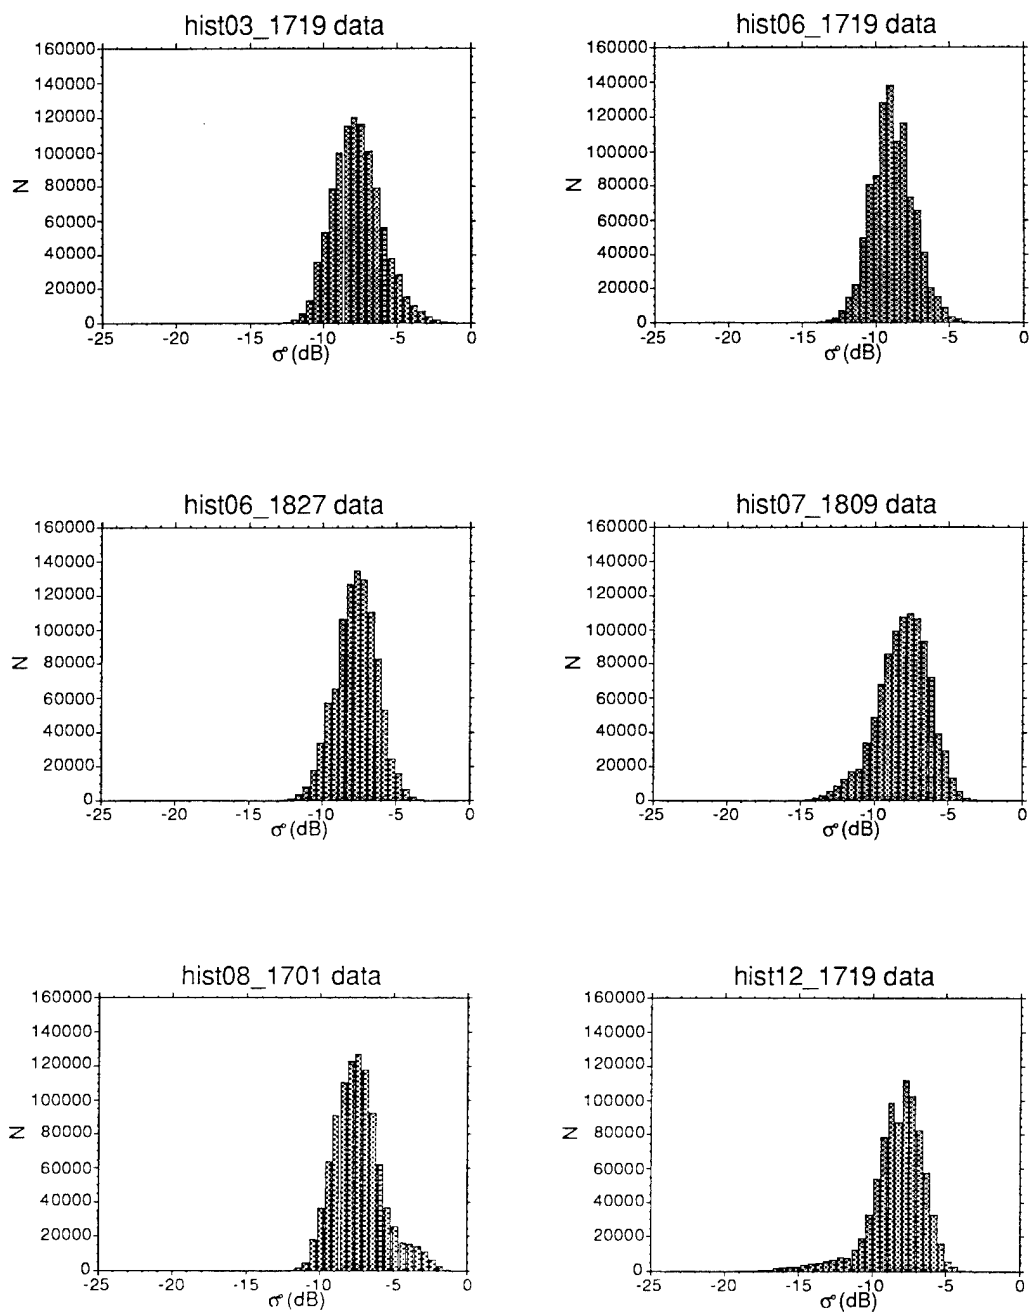 hist03_1719 data
160000
140000
120000
100000
80000
60000
40000
20000
0
N
-25 -20 -15 -10 -5 0
σ° (dB)
hist06_1719 data
160000
140000
120000
100000
80000
60000
40000
20000
0
N
-25 -20 -15 -10 -5 0
σ° (dB)
hist06_1827 data
160000
140000
120000
100000
80000
60000
40000
20000
0
N
-25 -20 -15 -10 -5 0
σ° (dB)
hist07_1809 data
160000
140000
120000
100000
80000
60000
40000
20000
0
N
-25 -20 -15 -10 -5 0
σ° (dB)
hist08_1701 data
160000
140000
120000
100000
80000
60000
40000
20000
0
N
-25 -20 -15 -10 -5 0
σ° (dB)
hist12_1719 data
160000
140000
120000
100000
80000
60000
40000
20000
0
N
-25 -20 -15 -10 -5 0
σ° (dB)